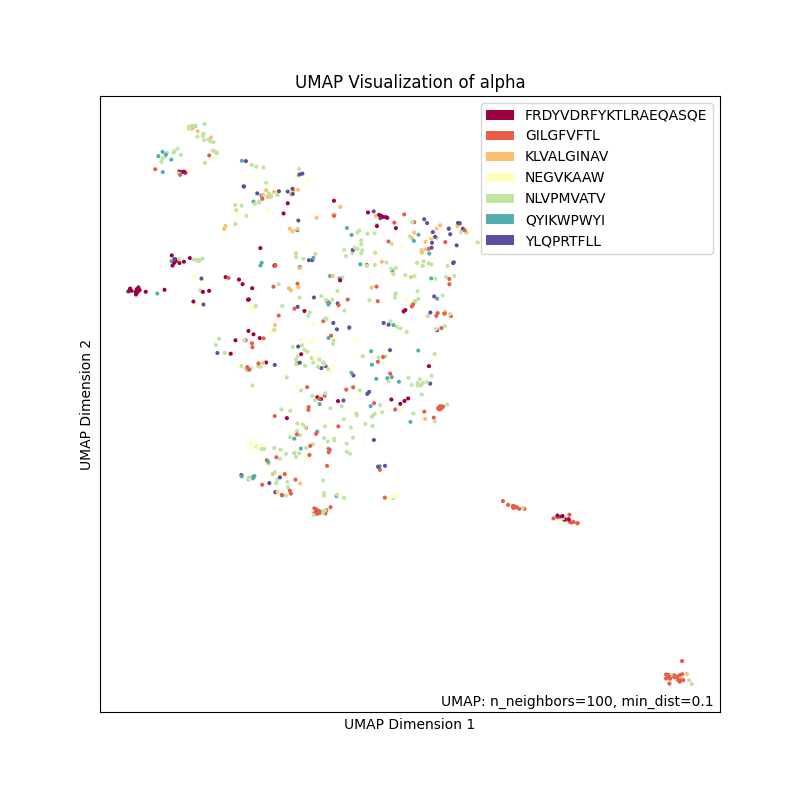 UMAP Visualization of alpha
FRDYVDRFYKTLRAEQASQE
GILGFVFTL
KLVALGINAV
NEGVKAAW
NLVPMVATV
QYIKWPWYI
YLQPRTFLL
UMAP Dimension 2
UMAP: n_neighbors=100, min_dist=0.1
UMAP Dimension 1